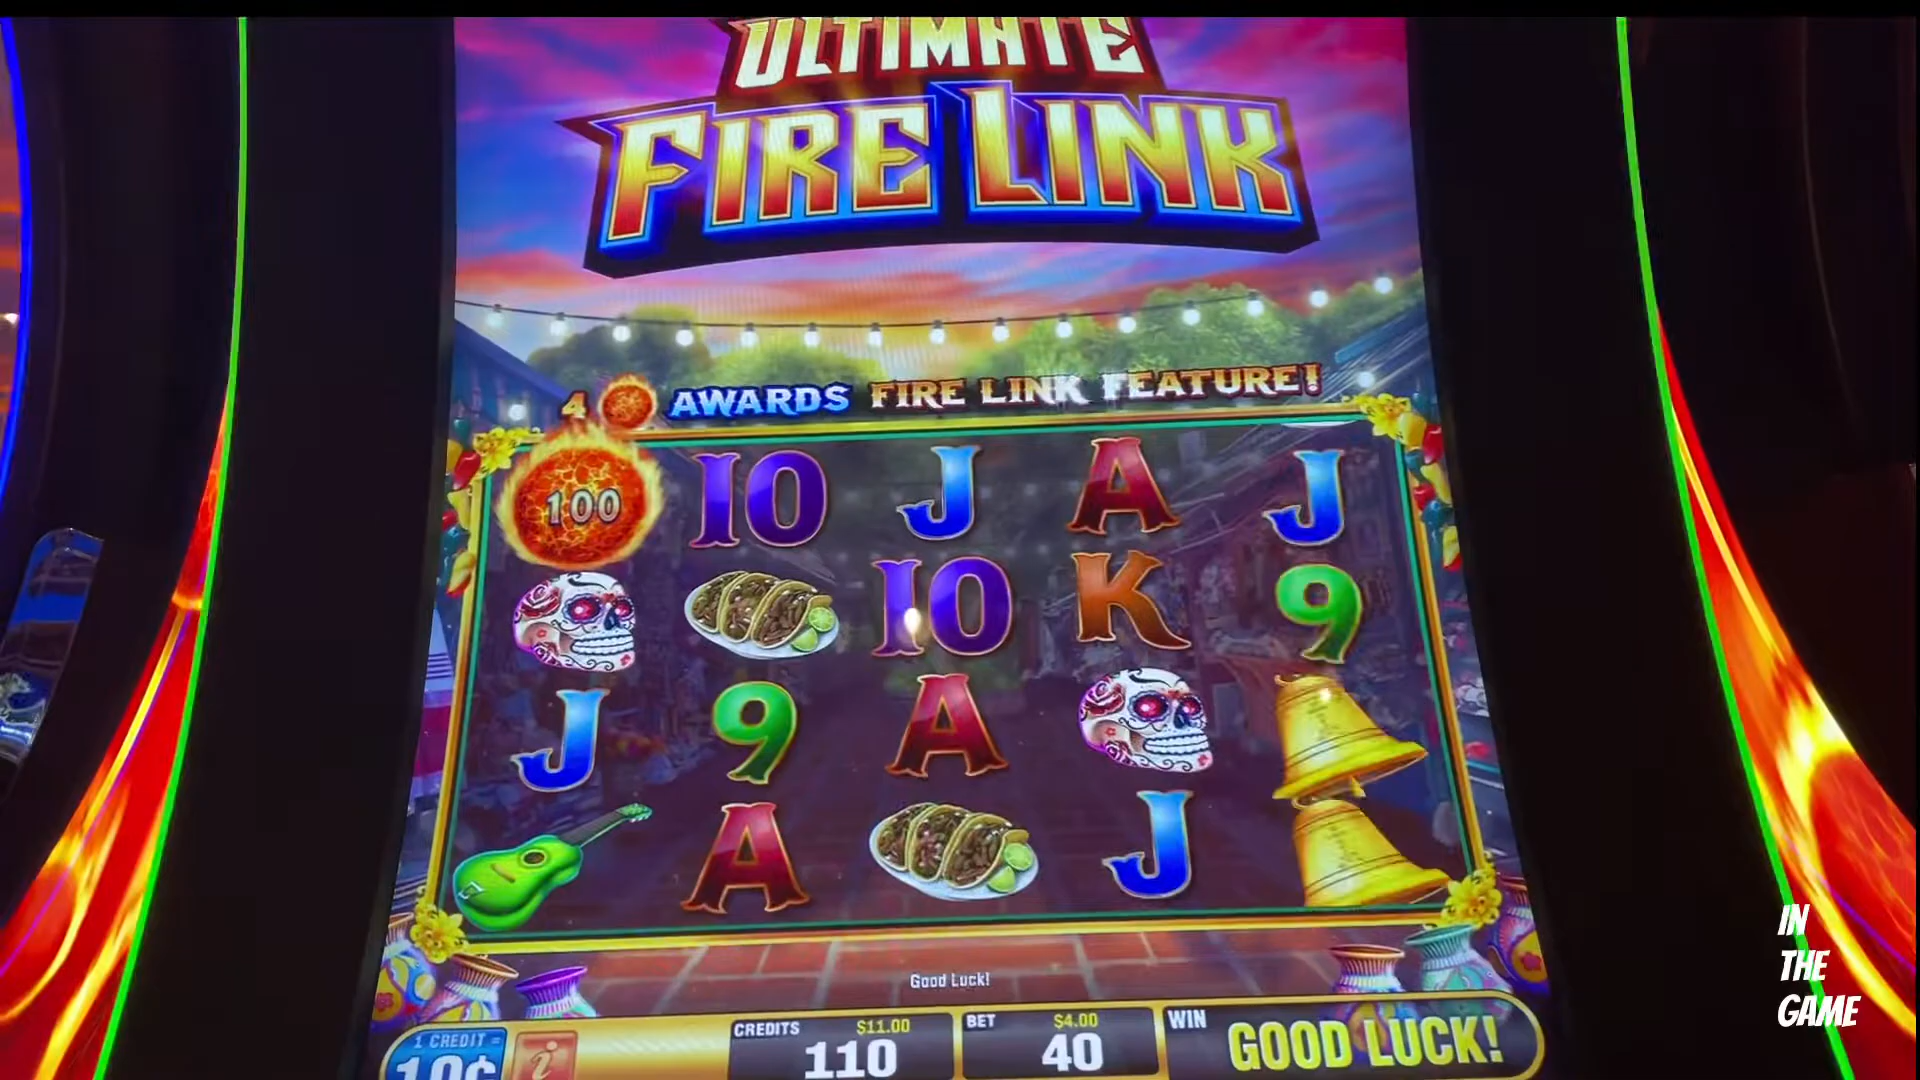 ULTIMATE
FIRE LINK
4 AWARDS FIRE LINK FEATURE!
100 10 J A J
10 K 9
J 9 A
A J
Good Luck!
1 CREDIT =
10¢
i
CREDITS $11.00
110
BET $4.00
40
WIN GOOD LUCK!
IN
THE
GAME